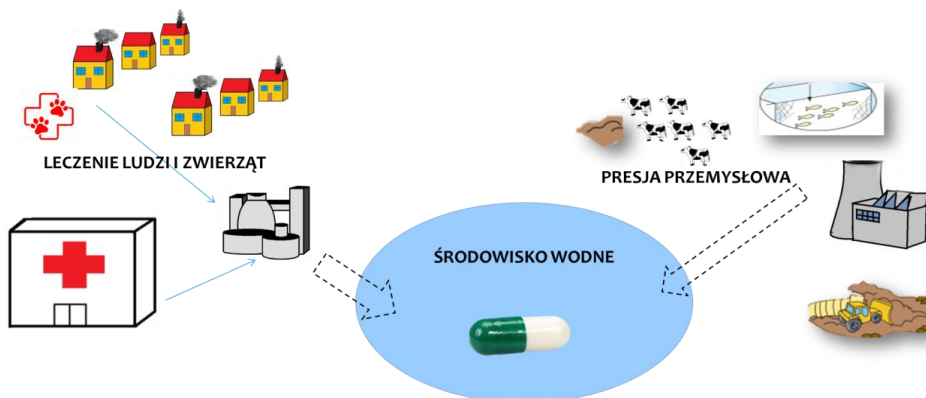 LECZENIE LUDZI I ZWIERZĄT
PRESJA PRZEMYSŁOWA
ŚRODOWISKO WODNE